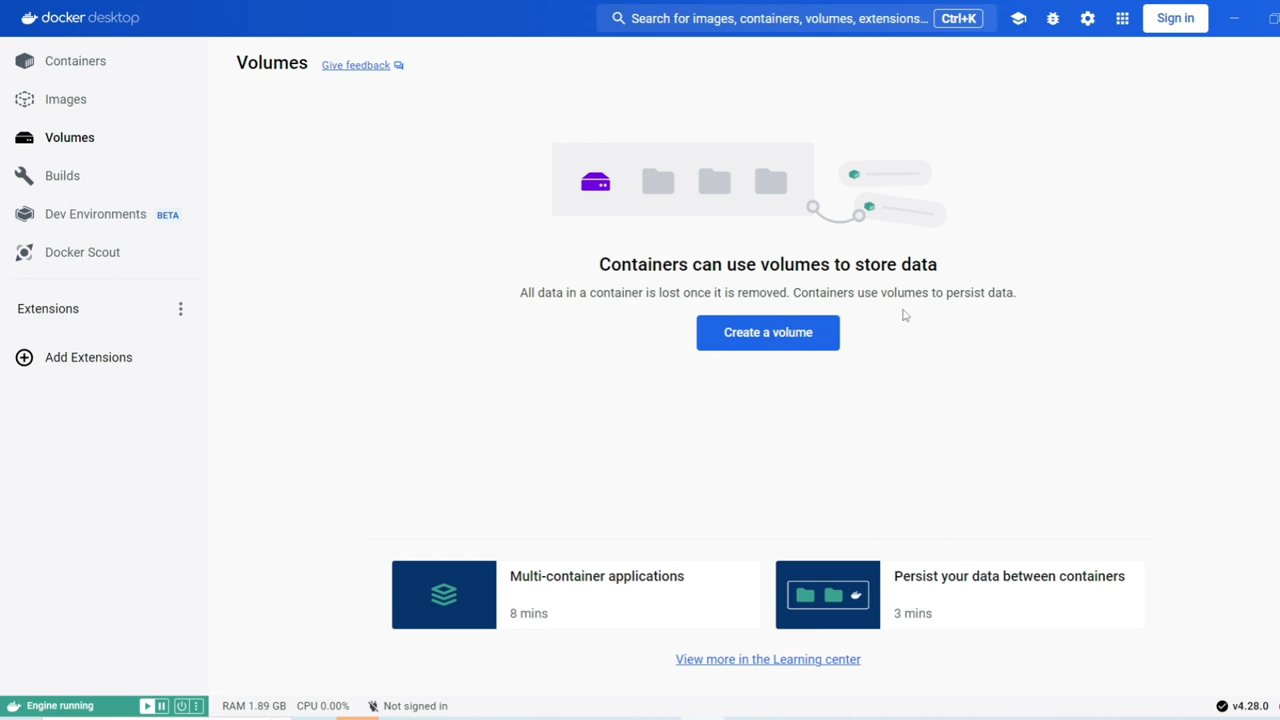 docker desktop
Search for images, containers, volumes, extensions... Ctrl+K
Sign in
Containers
Images
Volumes
Builds
Dev Environments BETA
Docker Scout
Extensions
Add Extensions
Volumes Give feedback
Containers can use volumes to store data
All data in a container is lost once it is removed. Containers use volumes to persist data.
Create a volume
Multi-container applications
8 mins
Persist your data between containers
3 mins
View more in the Learning center
Engine running
RAM 1.89 GB CPU 0.00% Not signed in
v4.28.0